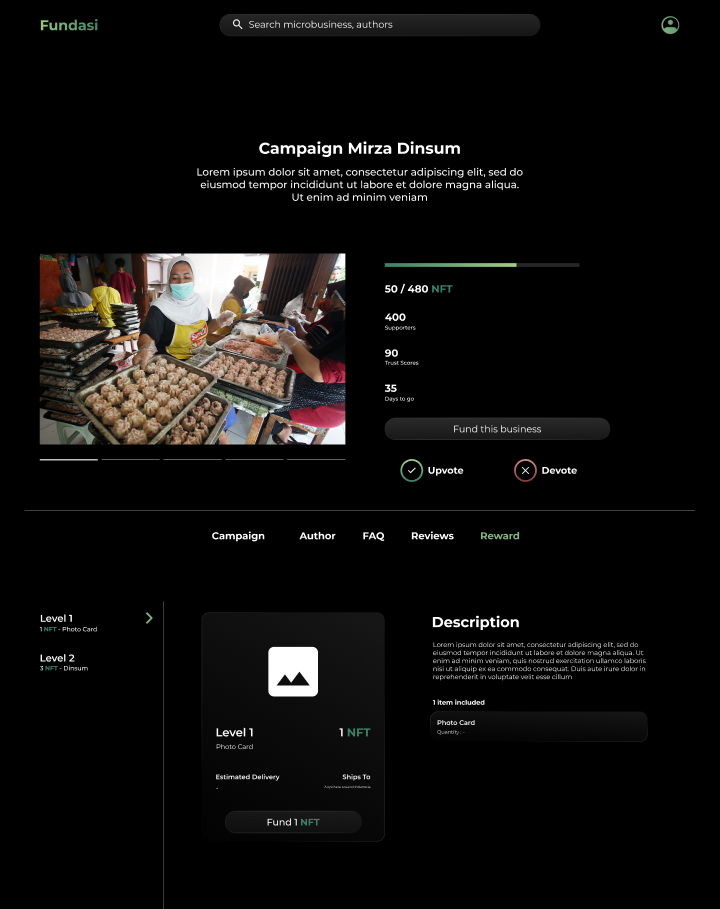 Fundasi
Search microbusiness, authors
Campaign Mirza Dinsum
Lorem ipsum dolor sit amet, consectetur adipiscing elit, sed do
eiusmod tempor incididunt ut labore et dolore magna aliqua.
Ut enim ad minim veniam
50 / 480 NFT
400
Supporters
90
Trust Scores
35
Days to go
Fund this business
Upvote
Devote
Campaign
Author
FAQ
Reviews
Reward
Level 1
1 NFT - Photo Card
Level 2
3 NFT - Dinsum
Level 1
1 NFT
Photo Card
Estimated Delivery
-
Ships To
Fund 1 NFT
Description
Lorem ipsum dolor sit amet, consectetur adipiscing elit, sed do
eiusmod tempor incididunt ut labore et dolore magna aliqua. Ut
enim ad minim veniam, quis nostrud exercitation ullamco laboris
nisi ut aliquip ex ea commodo consequat. Duis aute irure dolor in
reprehenderit in voluptate velit esse cillum
1 item included
Photo Card
Quantity : -